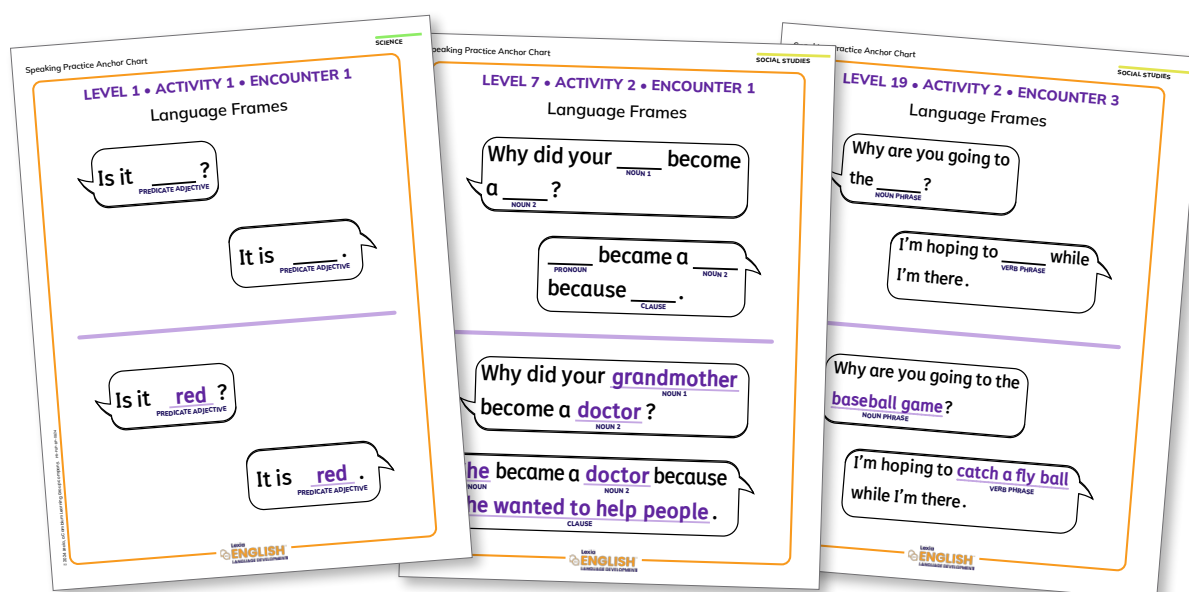 Speaking Practice Anchor Chart
SCIENCE
LEVEL 1 • ACTIVITY 1 • ENCOUNTER 1
Language Frames
Is it ____ ?
PREDICATE ADJECTIVE
It is ____ .
PREDICATE ADJECTIVE
Is it red ?
PREDICATE ADJECTIVE
It is red .
PREDICATE ADJECTIVE
Lexia
ENGLISH
LANGUAGE DEVELOPMENT
peaking Practice Anchor Chart
SOCIAL STUDIES
LEVEL 7 • ACTIVITY 2 • ENCOUNTER 1
Language Frames
Why did your ____ become
NOUN 1
a ____ ?
NOUN 2
____ became a ____
PRONOUN NOUN 2
because ____ .
CLAUSE
Why did your grandmother
NOUN 1
become a doctor ?
NOUN 2
he became a doctor because
NOUN NOUN 2
he wanted to help people .
CLAUSE
Lexia
ENGLISH
LANGUAGE DEVELOPMENT
Practice Anchor Chart
SOCIAL STUDIES
LEVEL 19 • ACTIVITY 2 • ENCOUNTER 3
Language Frames
Why are you going to
the ____ ?
NOUN PHRASE
I'm hoping to ____ while
VERB PHRASE
I'm there.
Why are you going to the
baseball game?
NOUN PHRASE
I'm hoping to catch a fly ball
VERB PHRASE
while I'm there.
Lexia
ENGLISH
LANGUAGE DEVELOPMENT